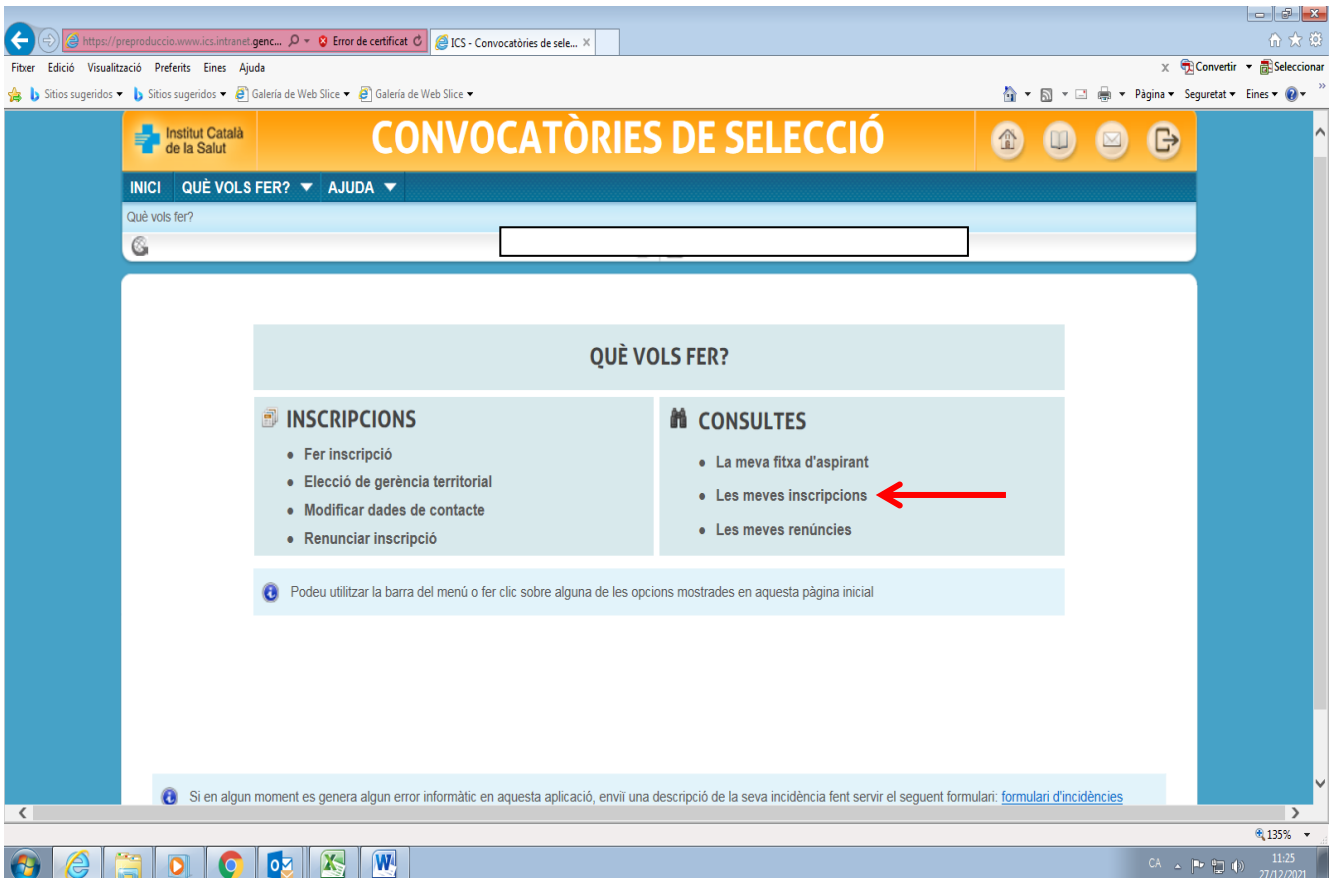 https://preproduccio.www.ics.intranet.genc... Error de certificat ICS - Convocatòries de sele...
Fitxer Edició Visualització Preferits Eines Ajuda
x Convertir Seleccionar
Sitios sugeridos Sitios sugeridos Galería de Web Slice Galería de Web Slice
Pàgina Seguretat Eines
Institut Català
de la Salut
CONVOCATÒRIES DE SELECCIÓ
INICI QUÈ VOLS FER? AJUDA
Què vols fer?
QUÈ VOLS FER?
INSCRIPCIONS
Fer inscripció
Elecció de gerència territorial
Modificar dades de contacte
Renunciar inscripció
CONSULTES
La meva fitxa d'aspirant
Les meves inscripcions
Les meves renúncies
Podeu utilitzar la barra del menú o fer clic sobre alguna de les opcions mostrades en aquesta pàgina inicial
Si en algun moment es genera algun error informàtic en aquesta aplicació, enviï una descripció de la seva incidència fent servir el seguent formulari: formulari d'incidències
135%
CA
11:25
27/12/2021